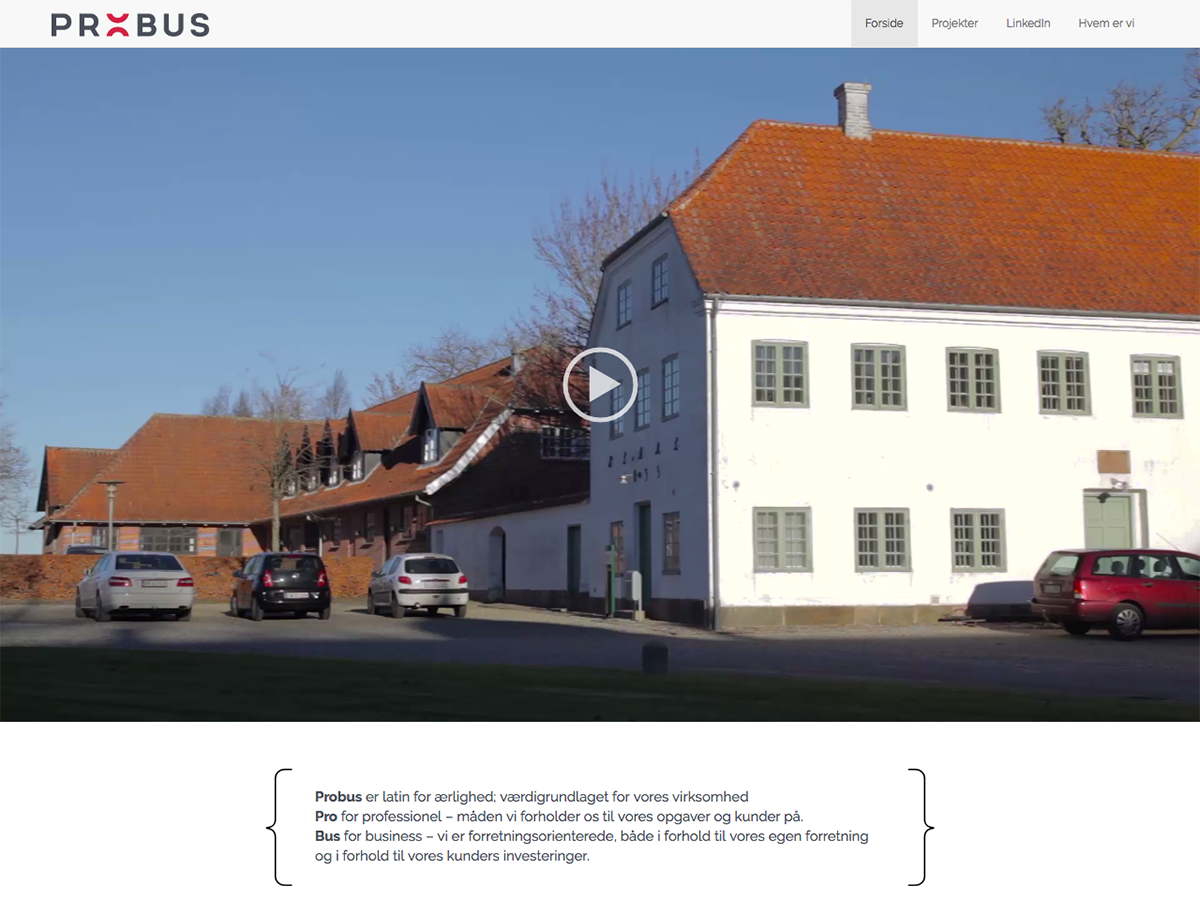 PROBUS
Forside Projekter LinkedIn Hvem er vi
Probus er latin for ærlighed; værdigrundlaget for vores virksomhed
Pro for professionel – måden vi forholder os til vores opgaver og kunder på.
Bus for business – vi er forretningsorienterede, både i forhold til vores egen forretning
og i forhold til vores kunders investeringer.